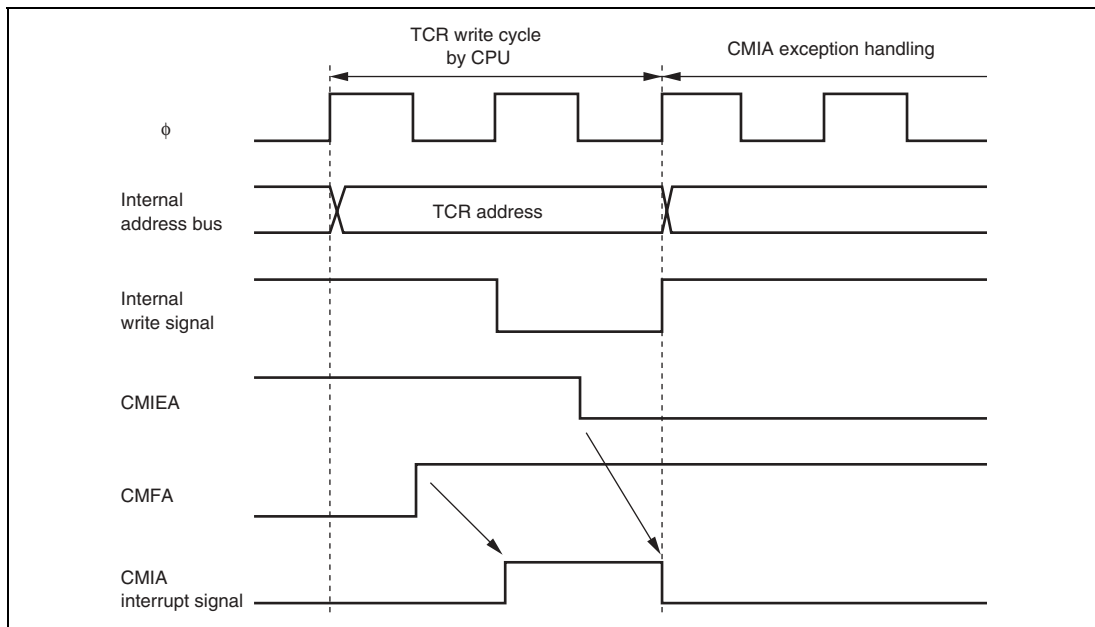 TCR write cycle
by CPU
CMIA exception handling
ϕ
Internal
address bus
TCR address
Internal
write signal
CMIEA
CMFA
CMIA
interrupt signal